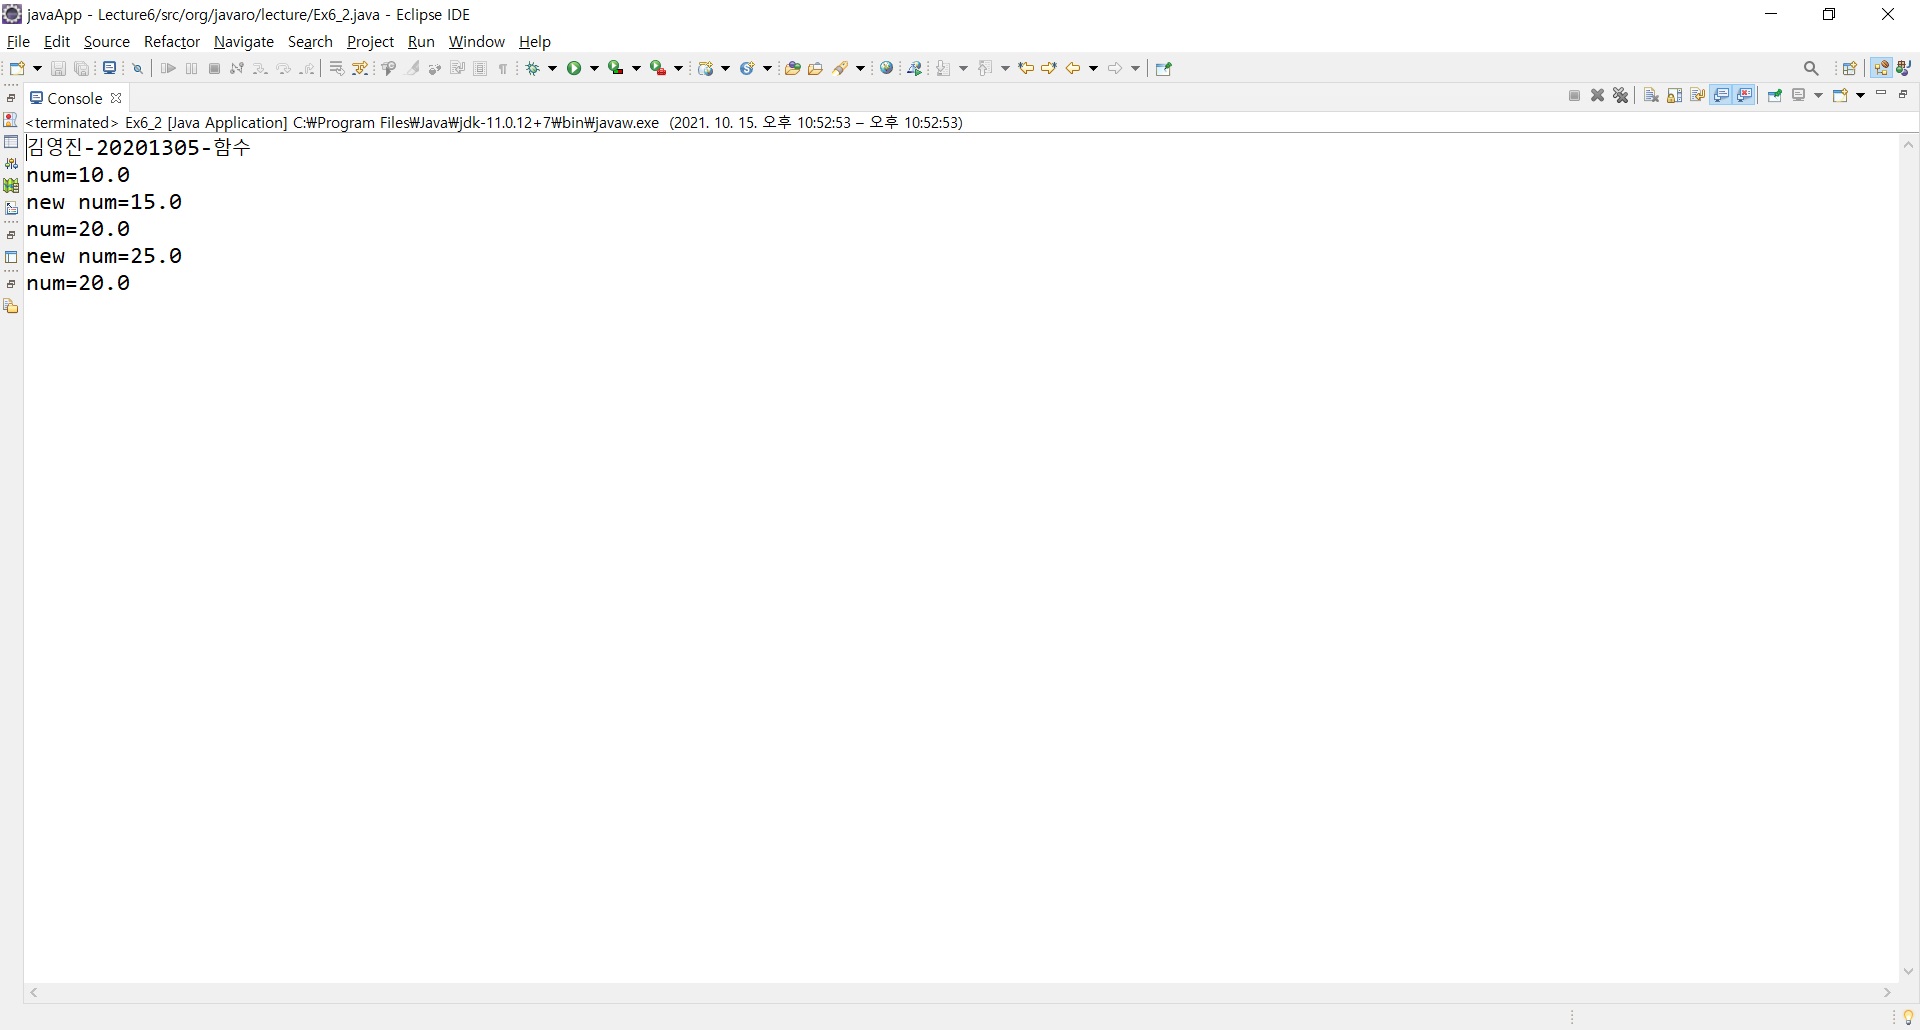 javaApp - Lecture6/src/org/javaro/lecture/Ex6_2.java - Eclipse IDE
File Edit Source Refactor Navigate Search Project Run Window Help
Console
<terminated> Ex6_2 [Java Application] C:₩Program Files₩Java₩jdk-11.0.12+7₩bin₩javaw.exe (2021. 10. 15. 오후 10:52:53 – 오후 10:52:53)
김영진-20201305-함수
num=10.0
new num=15.0
num=20.0
new num=25.0
num=20.0